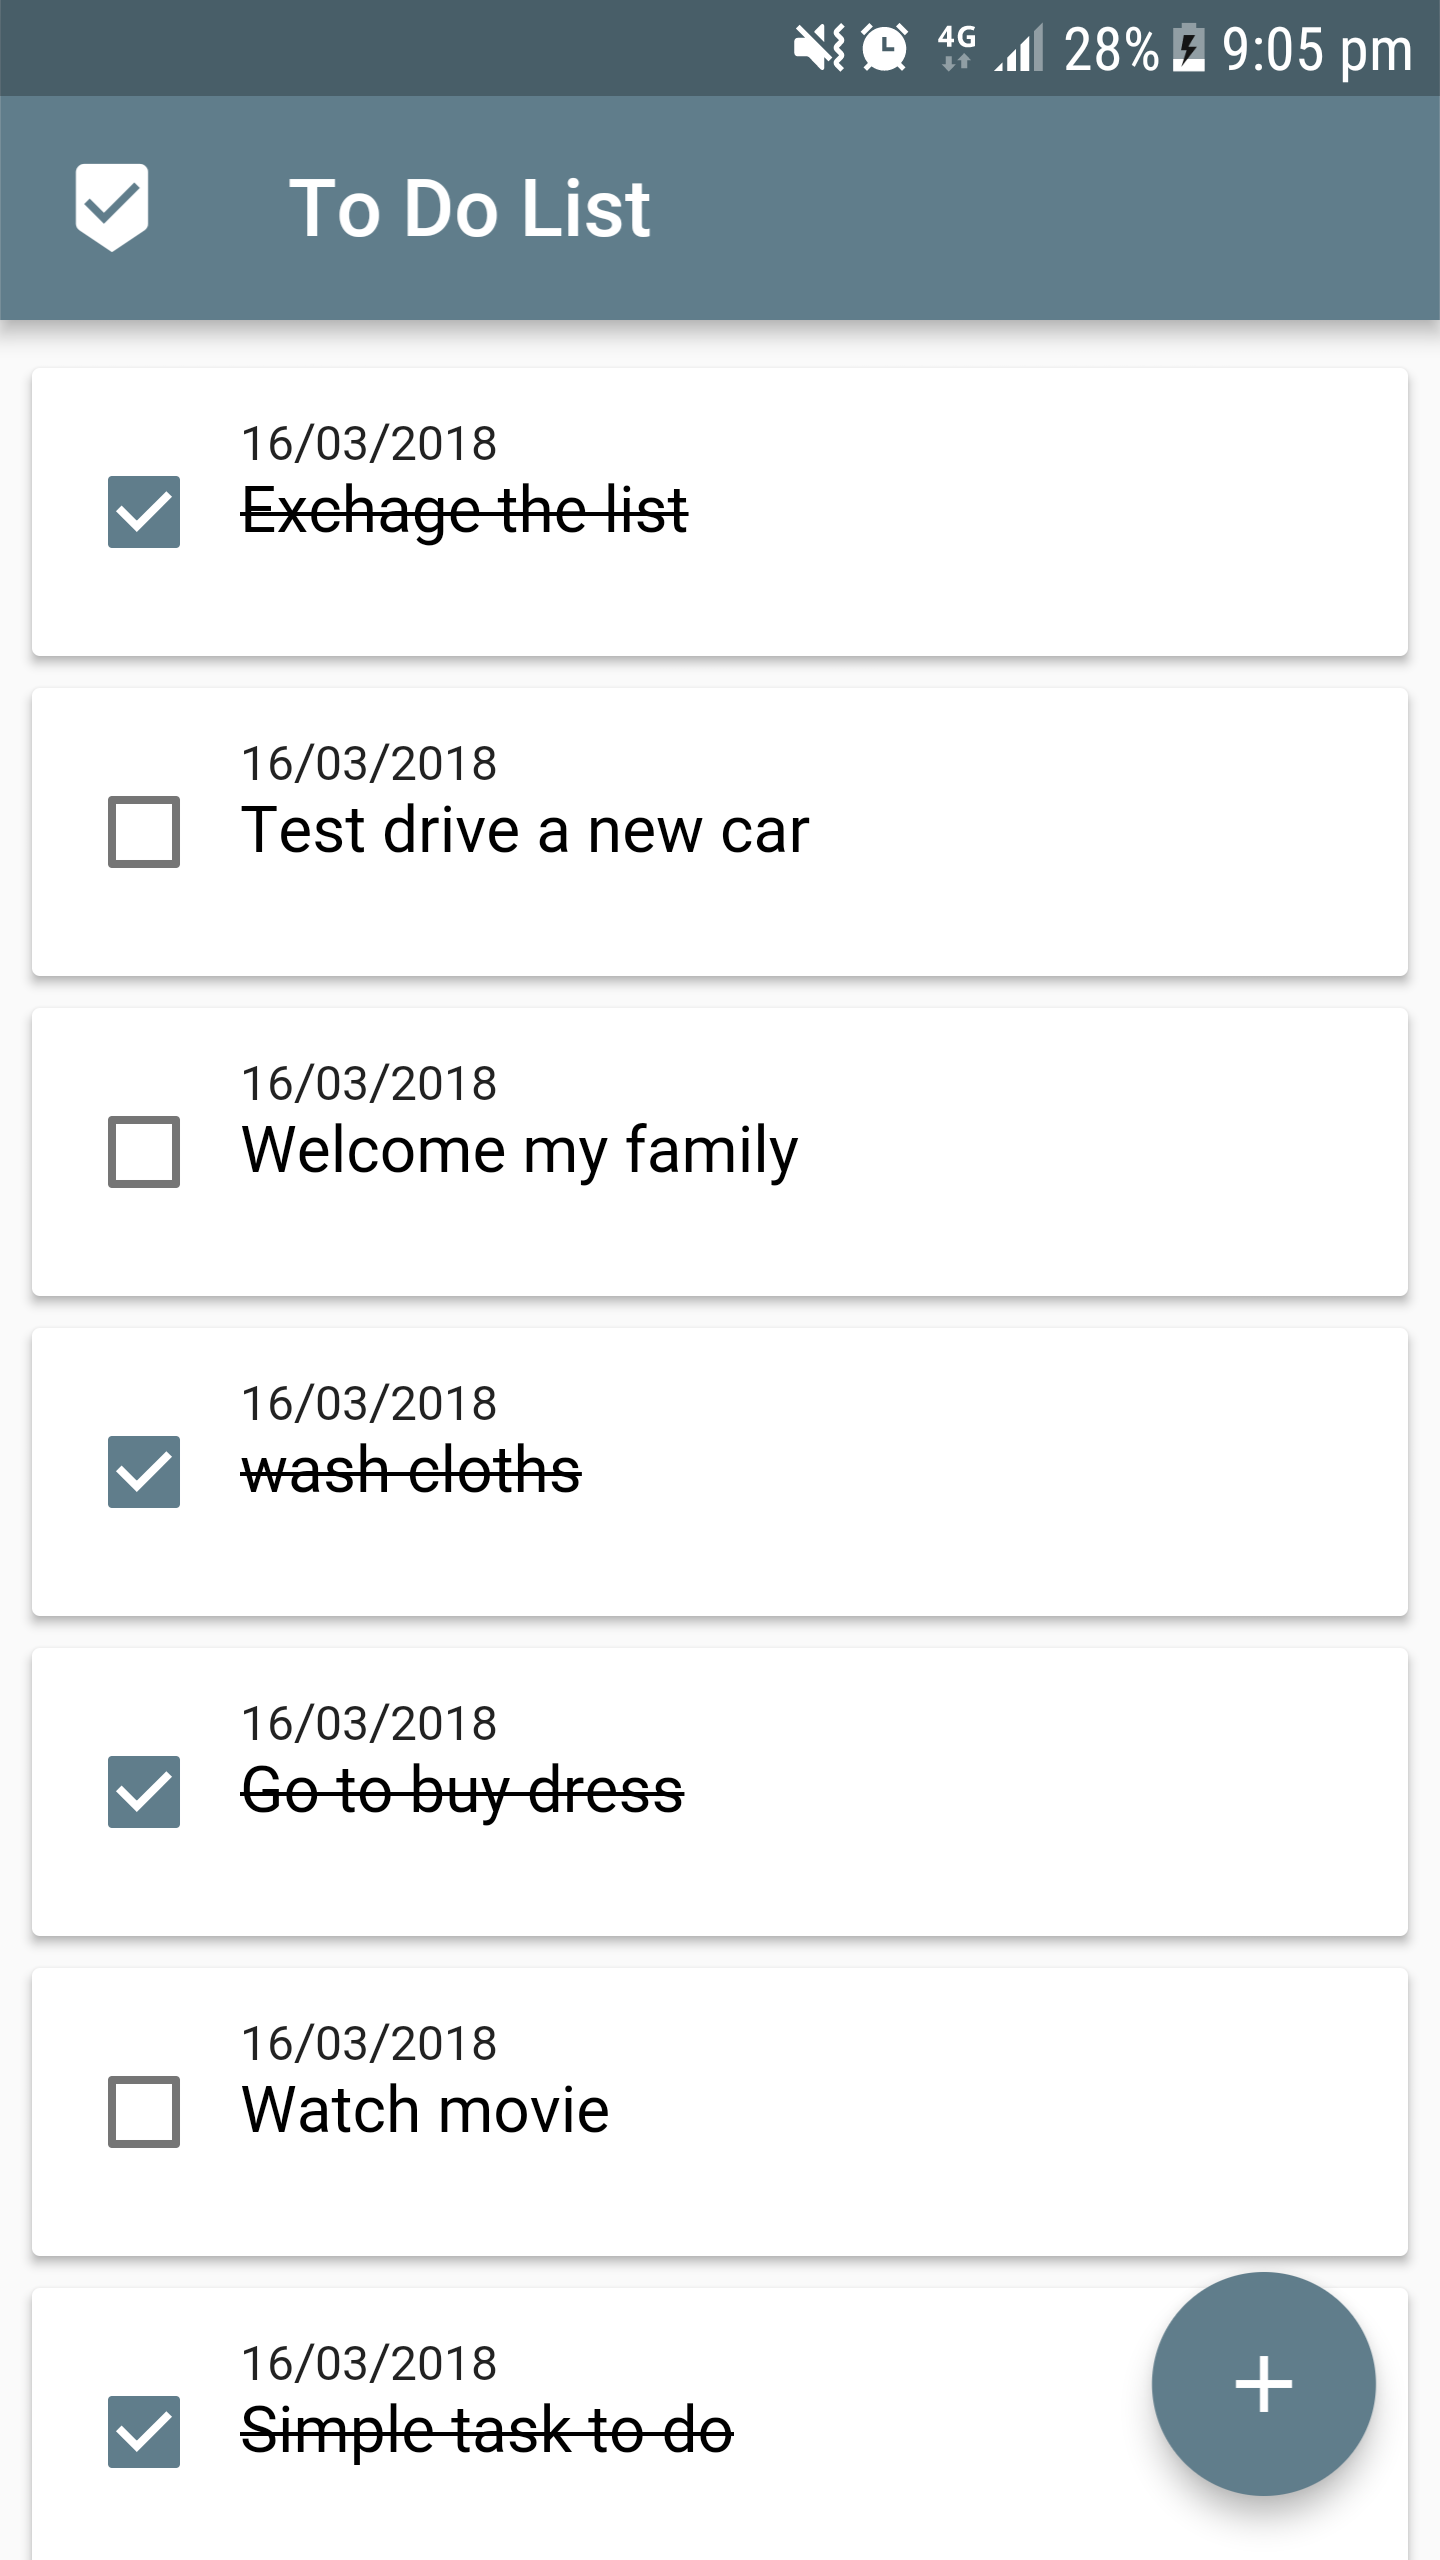 4G 28% 9:05 pm
To Do List
16/03/2018
Exchage the list
16/03/2018
Test drive a new car
16/03/2018
Welcome my family
16/03/2018
wash cloths
16/03/2018
Go to buy dress
16/03/2018
Watch movie
16/03/2018
Simple task to do